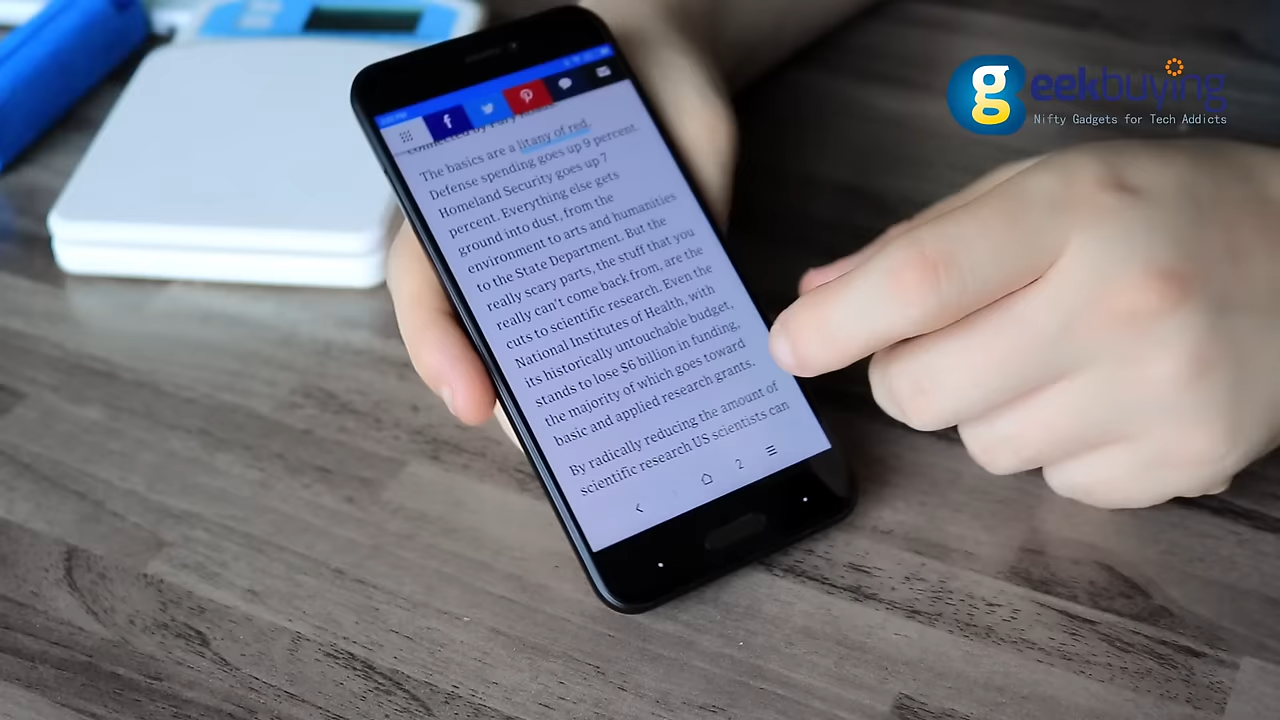 geekbuying
Nifty Gadgets for Tech Addicts
connected by
The basics are a litany of red.
Defense spending goes up 9 percent.
Homeland Security goes up 7
percent. Everything else gets
ground into dust, from the
environment to arts and humanities
to the State Department. But the
really scary parts, the stuff that you
really can't come back from, are the
cuts to scientific research. Even the
National Institutes of Health, with
its historically untouchable budget,
stands to lose $6 billion in funding,
the majority of which goes toward
basic and applied research grants.
By radically reducing the amount of
scientific research US scientists can
2